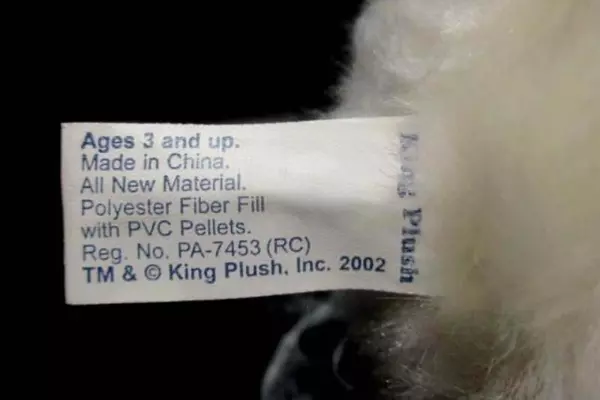 Ages 3 and up.
Made in China.
All New Material.
Polyester Fiber Fill
with PVC Pellets.
Reg. No. PA-7453 (RC)
TM & © King Plush, Inc. 2002
King Plush